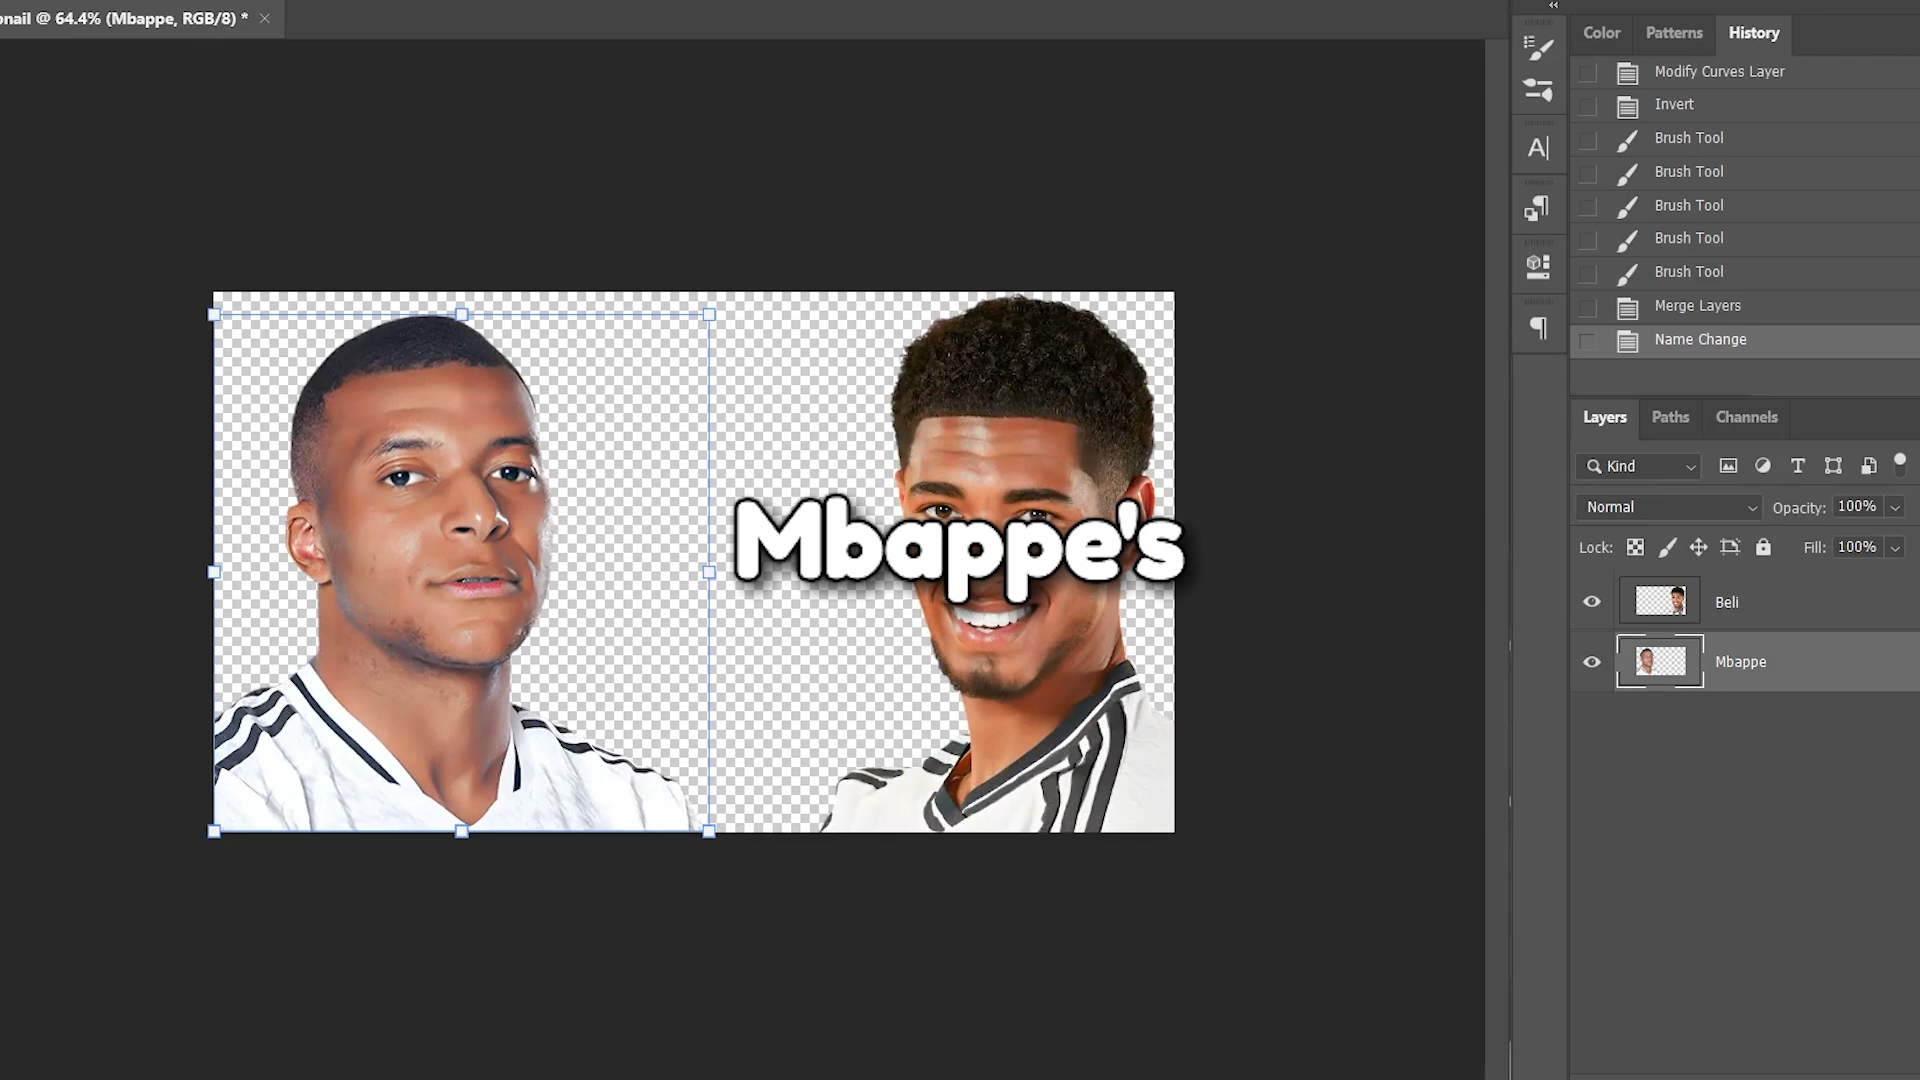 nail @ 64.4% (Mbappe, RGB/8) *
Color Patterns History
Modify Curves Layer
Invert
Brush Tool
Brush Tool
Brush Tool
Brush Tool
Brush Tool
Merge Layers
Name Change
Layers Paths Channels
Kind
Normal Opacity: 100%
Lock: Fill: 100%
Beli
Mbappe
Mbappe's